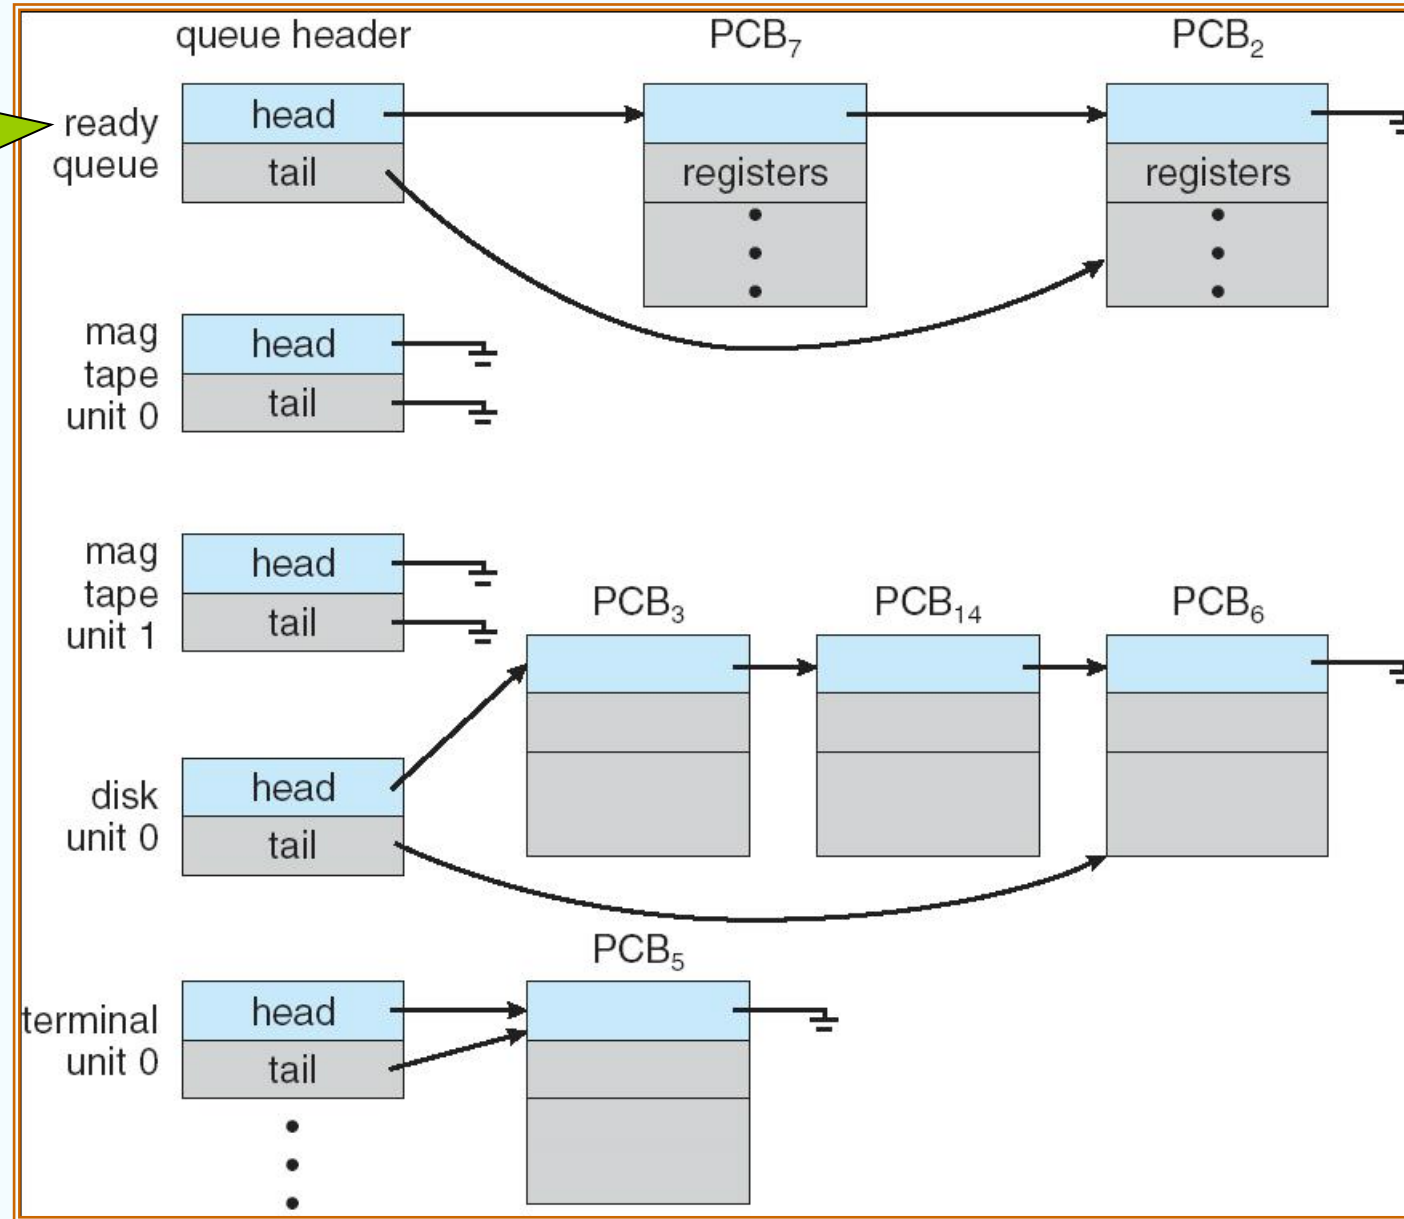 queue header
PCB₇
PCB₂
ready
queue
head
tail
registers
registers
mag
tape
unit 0
head
tail
mag
tape
unit 1
head
tail
PCB₃
PCB₁₄
PCB₆
disk
unit 0
head
tail
PCB₅
terminal
unit 0
head
tail